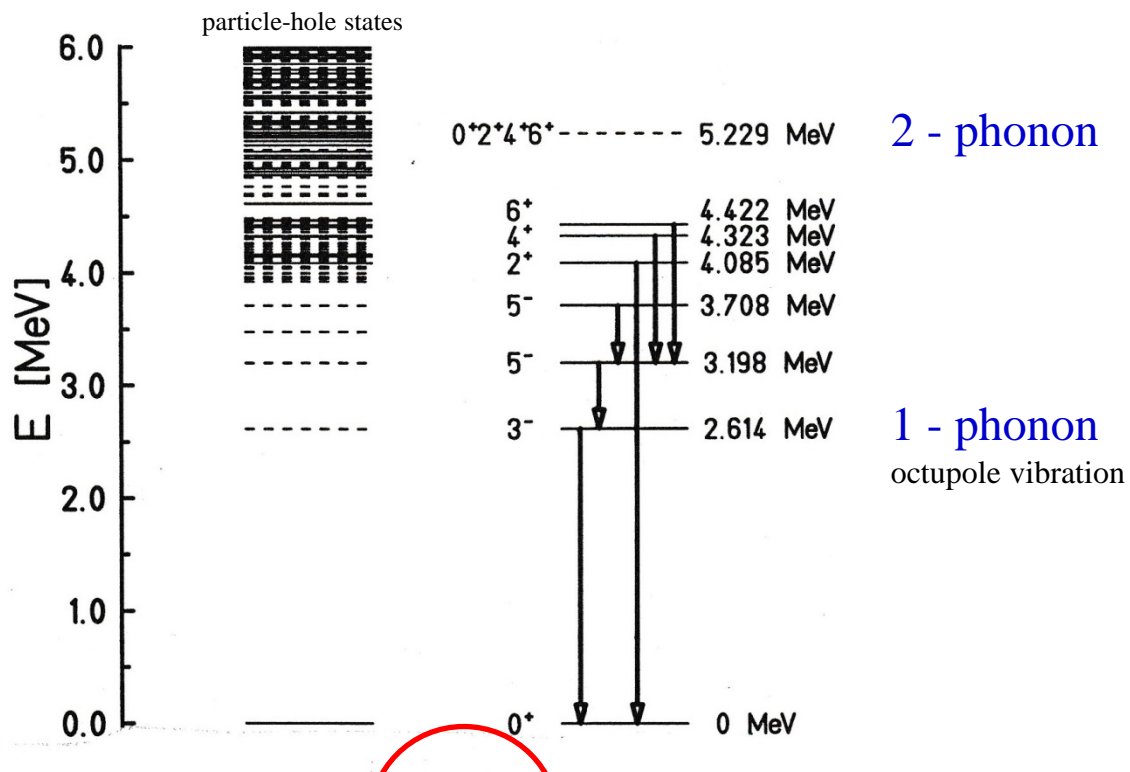 particle-hole states
6.0
0⁺2⁺4⁺6⁺ 5.229 MeV 2 - phonon
5.0
6⁺ 4.422 MeV
4⁺ 4.323 MeV
4.0 2⁺ 4.085 MeV
5⁻ 3.708 MeV
E [MeV]
3.0 5⁻ 3.198 MeV
3⁻ 2.614 MeV 1 - phonon
octupole vibration
2.0
1.0
0.0 0⁺ 0 MeV